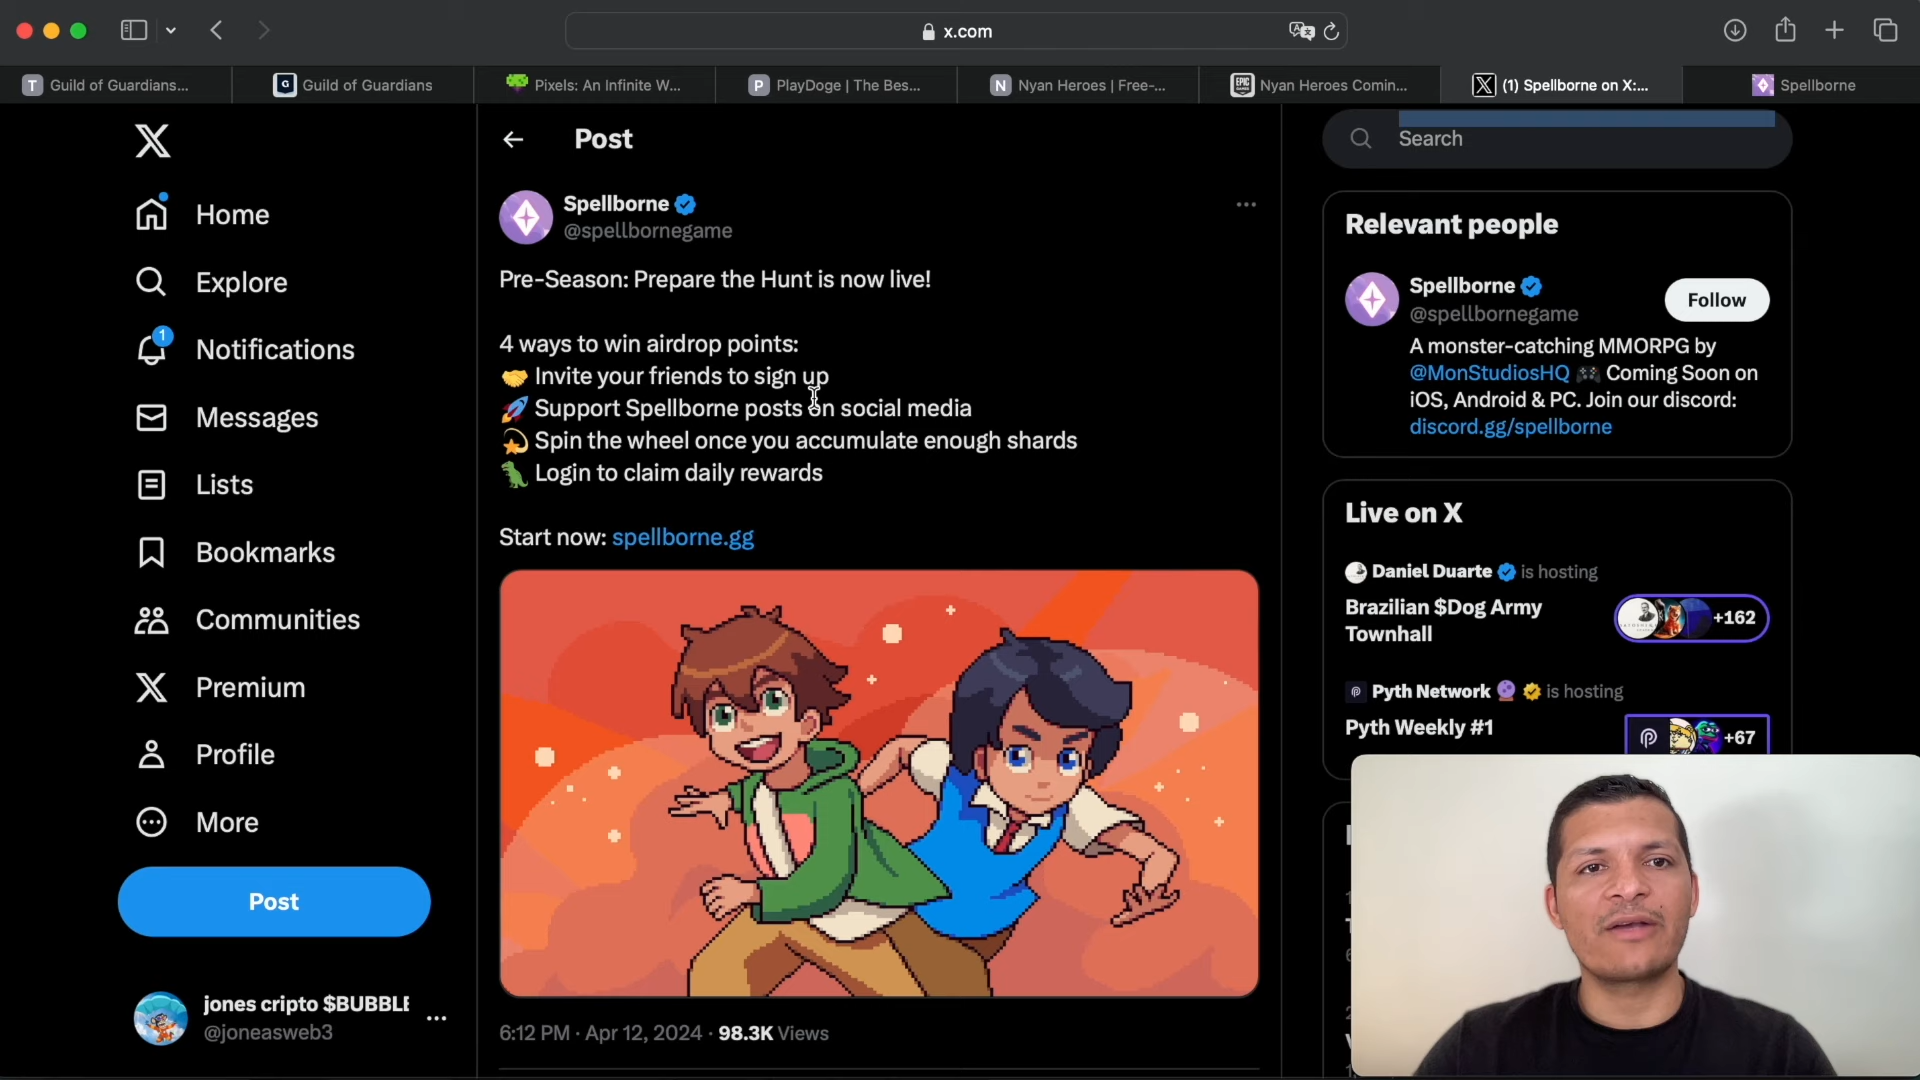 x.com
Guild of Guardians...
Guild of Guardians
Pixels: An Infinite W...
PlayDoge | The Bes...
Nyan Heroes | Free-...
Nyan Heroes Comin...
(1) Spellborne on X:...
Spellborne
Post
Search
Home
Explore
1
Notifications
Messages
Lists
Bookmarks
Communities
Premium
Profile
More
Post
jones cripto $BUBBLE
@joneasweb3
Spellborne
@spellbornegame
Pre-Season: Prepare the Hunt is now live!
4 ways to win airdrop points:
🤝 Invite your friends to sign up
🚀 Support Spellborne posts on social media
💫 Spin the wheel once you accumulate enough shards
🦖 Login to claim daily rewards
Start now: spellborne.gg
6:12 PM · Apr 12, 2024 · 98.3K Views
Relevant people
Spellborne
@spellbornegame
Follow
A monster-catching MMORPG by
@MonStudiosHQ 🎮 Coming Soon on
iOS, Android & PC. Join our discord:
discord.gg/spellborne
Live on X
Daniel Duarte is hosting
Brazilian $Dog Army
Townhall
+162
Pyth Network 🔮 is hosting
Pyth Weekly #1
+67